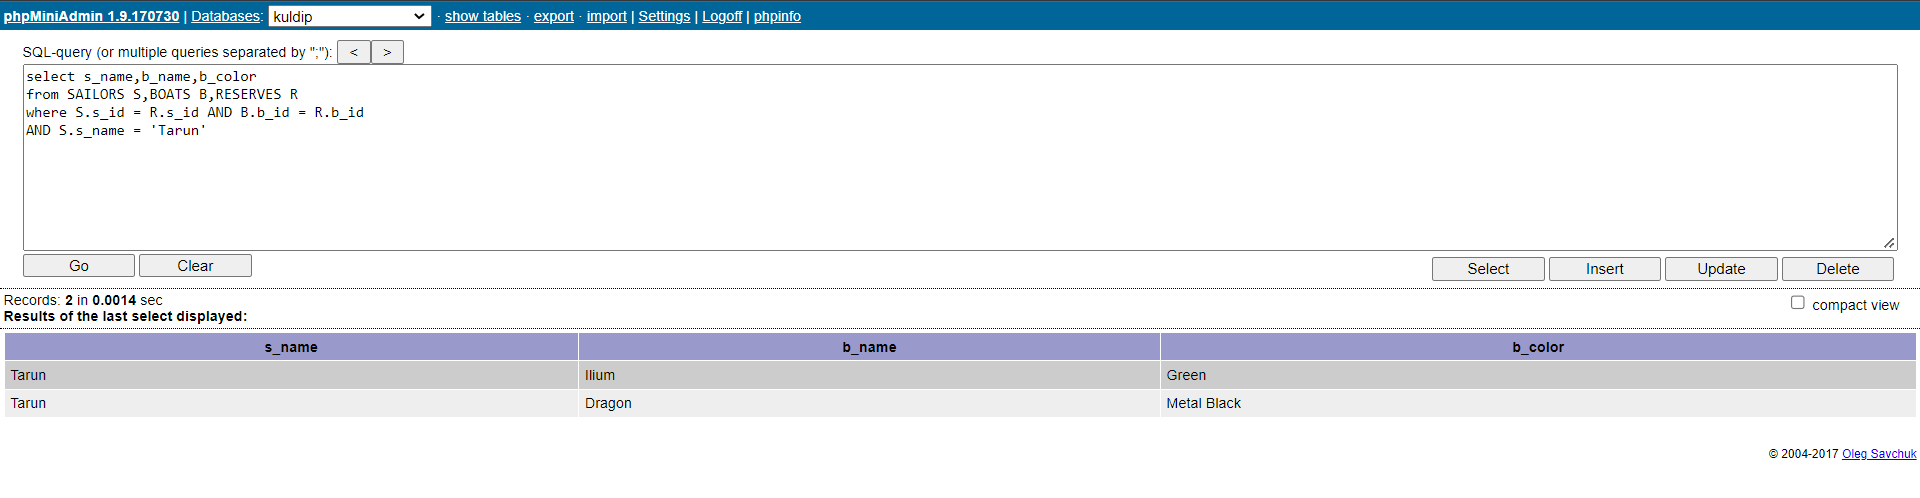 phpMiniAdmin 1.9.170730 | Databases: kuldip · show tables · export · import | Settings | Logoff | phpinfo
SQL-query (or multiple queries separated by ";"): < >
select s_name,b_name,b_color
from SAILORS S,BOATS B,RESERVES R
where S.s_id = R.s_id AND B.b_id = R.b_id
AND S.s_name = 'Tarun'
Go Clear Select Insert Update Delete
Records: 2 in 0.0014 sec compact view
Results of the last select displayed:
s_name b_name b_color
Tarun Ilium Green
Tarun Dragon Metal Black
© 2004-2017 Oleg Savchuk